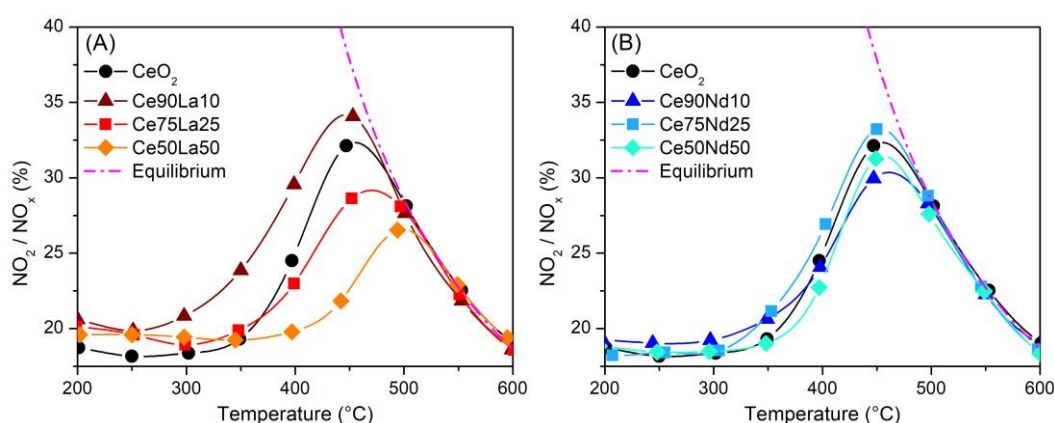 (A)
CeO₂
Ce90La10
Ce75La25
Ce50La50
Equilibrium
NO₂ / NOₓ (%)
40
35
30
25
20
200 300 400 500 600
Temperature (°C)
(B)
CeO₂
Ce90Nd10
Ce75Nd25
Ce50Nd50
Equilibrium
NO₂ / NOₓ (%)
40
35
30
25
20
200 300 400 500 600
Temperature (°C)